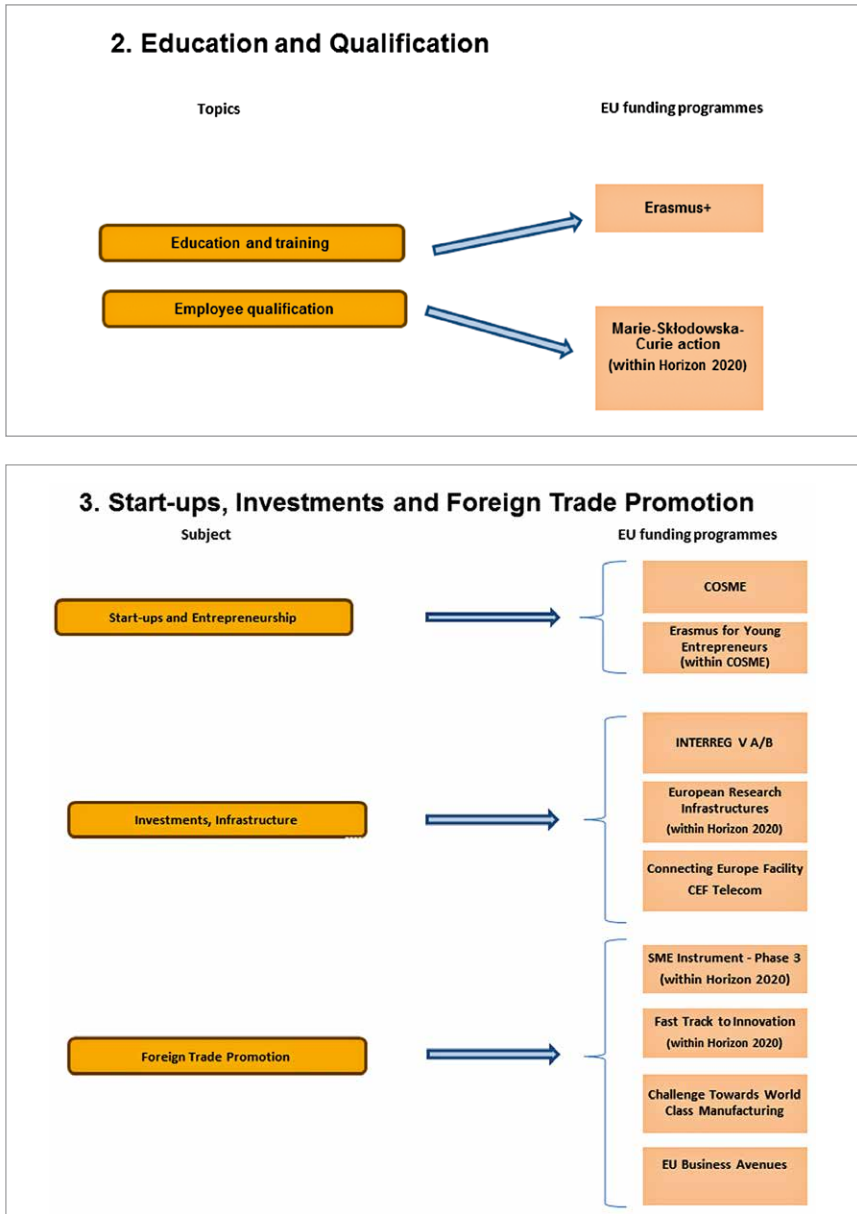 2. Education and Qualification
Topics
EU funding programmes
Erasmus+
Education and training
Employee qualification
Marie-Skłodowska-
Curie action
(within Horizon 2020)
3. Start-ups, Investments and Foreign Trade Promotion
Subject
EU funding programmes
Start-ups and Entrepreneurship
COSME
Erasmus for Young
Entrepreneurs
(within COSME)
Investments, Infrastructure
INTERREG V A/B
European Research
Infrastructures
(within Horizon 2020)
Connecting Europe Facility
CEF Telecom
Foreign Trade Promotion
SME Instrument - Phase 3
(within Horizon 2020)
Fast Track to Innovation
(within Horizon 2020)
Challenge Towards World
Class Manufacturing
EU Business Avenues